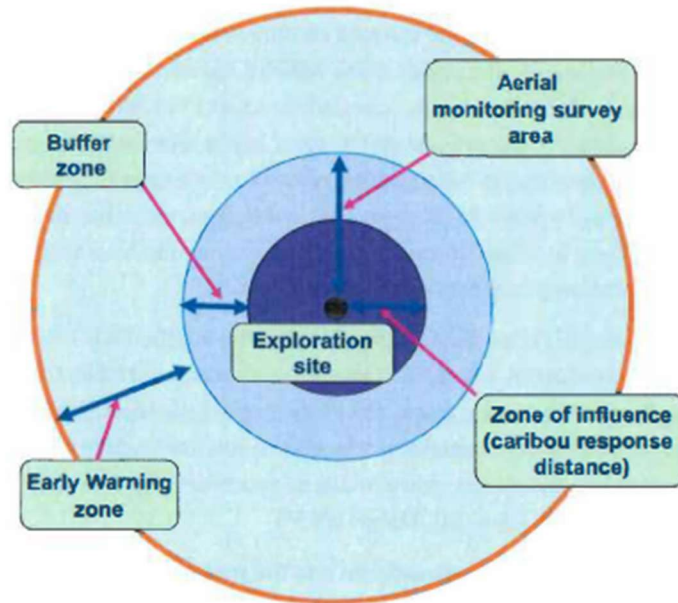 Aerial
monitoring survey
area
Buffer
zone
Exploration
site
Zone of influence
(caribou response
distance)
Early Warning
zone